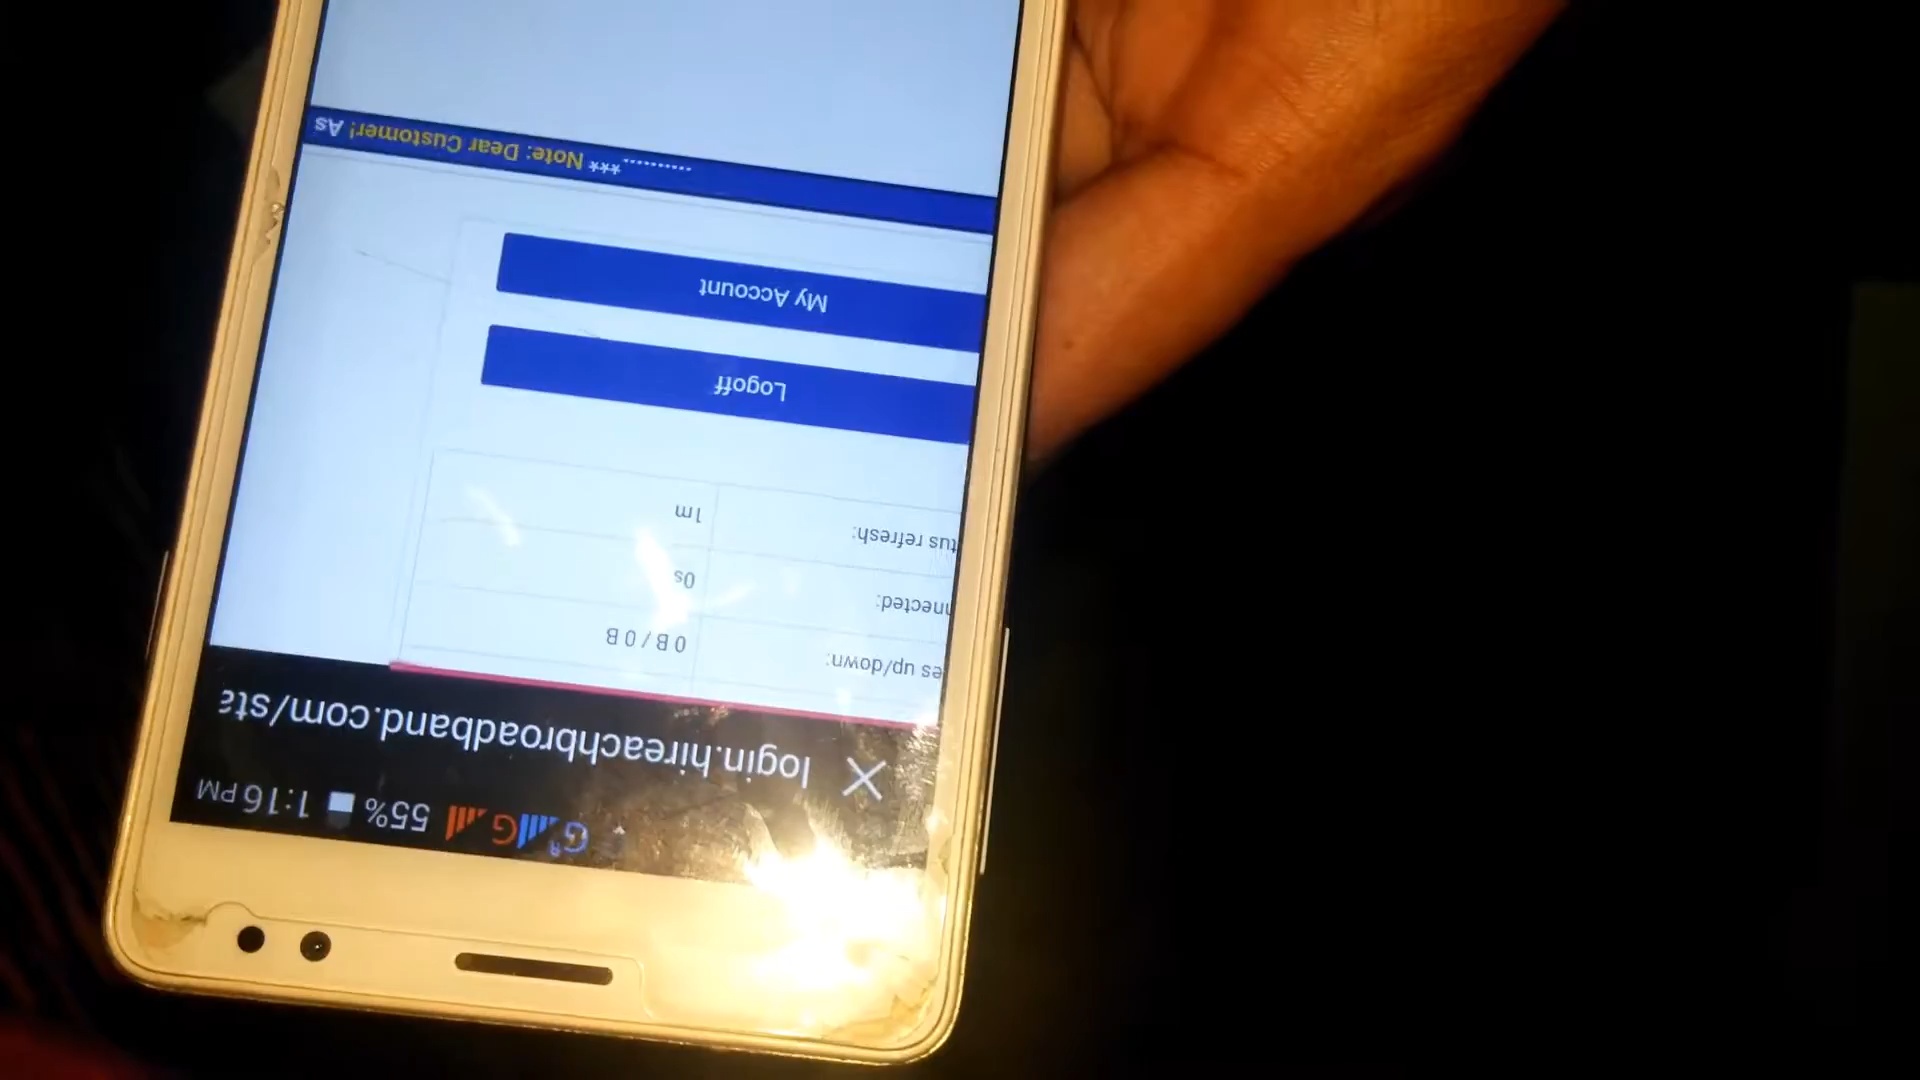 55% 1:16 PM
login.hireachbroadband.com/sta
es up/down: 0 B / 0 B
nnected: 0s
tus refresh: 1m
Logoff
My Account
.......... *** Note: Dear Customer! As